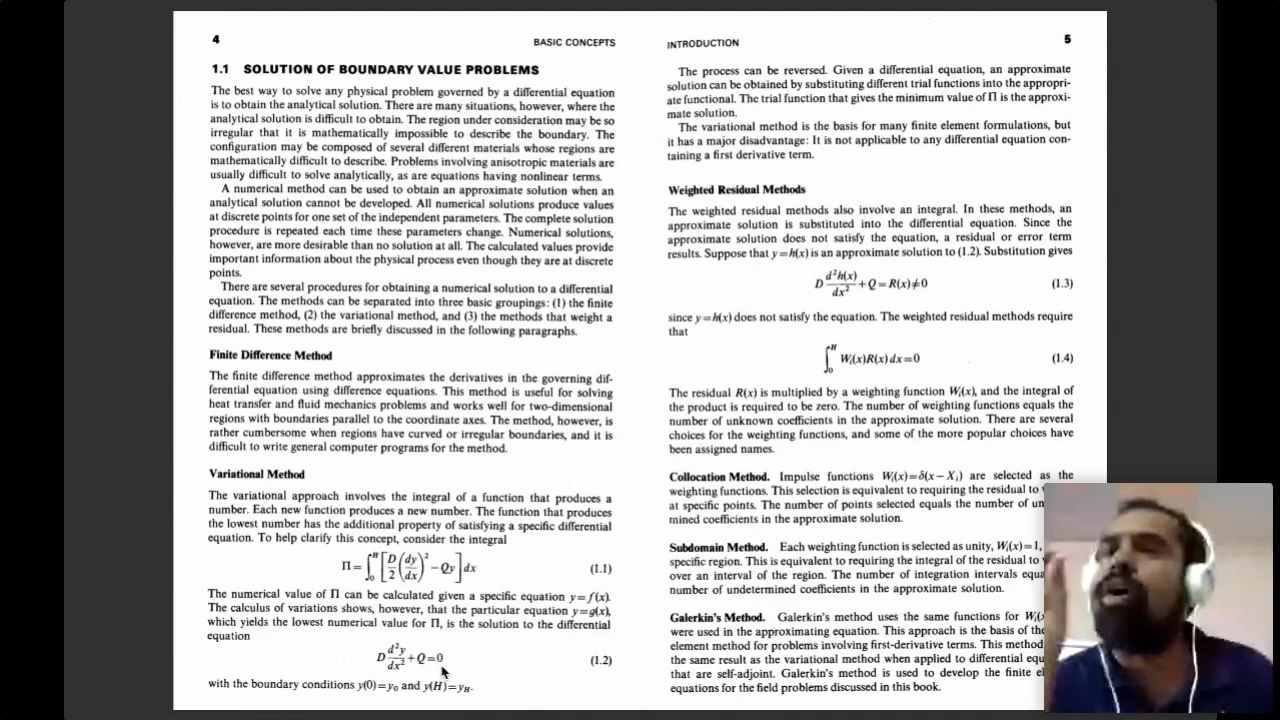 4
BASIC CONCEPTS
1.1 SOLUTION OF BOUNDARY VALUE PROBLEMS
The best way to solve any physical problem governed by a differential equation
is to obtain the analytical solution. There are many situations, however, where the
analytical solution is difficult to obtain. The region under consideration may be so
irregular that it is mathematically impossible to describe the boundary. The
configuration may be composed of several different materials whose regions are
mathematically difficult to describe. Problems involving anisotropic materials are
usually difficult to solve analytically, as are equations having nonlinear terms.
A numerical method can be used to obtain an approximate solution when an
analytical solution cannot be developed. All numerical solutions produce values
at discrete points for one set of the independent parameters. The complete solution
procedure is repeated each time these parameters change. Numerical solutions,
however, are more desirable than no solution at all. The calculated values provide
important information about the physical process even though they are at discrete
points.
There are several procedures for obtaining a numerical solution to a differential
equation. The methods can be separated into three basic groupings: (1) the finite
difference method, (2) the variational method, and (3) the methods that weight a
residual. These methods are briefly discussed in the following paragraphs.
Finite Difference Method
The finite difference method approximates the derivatives in the governing dif-
ferential equation using difference equations. This method is useful for solving
heat transfer and fluid mechanics problems and works well for two-dimensional
regions with boundaries parallel to the coordinate axes. The method, however, is
rather cumbersome when regions have curved or irregular boundaries, and it is
difficult to write general computer programs for the method.
Variational Method
The variational approach involves the integral of a function that produces a
number. Each new function produces a new number. The function that produces
the lowest number has the additional property of satisfying a specific differential
equation. To help clarify this concept, consider the integral
Π=∫₀ᴴ[D/2(dy/dx)²−Qy]dx (1.1)
The numerical value of Π can be calculated given a specific equation y=f(x).
The calculus of variations shows, however, that the particular equation y=g(x),
which yields the lowest numerical value for Π, is the solution to the differential
equation
D d²y/dx²+Q=0 (1.2)
with the boundary conditions y(0)=y₀ and y(H)=y_H.
INTRODUCTION
5
The process can be reversed. Given a differential equation, an approximate
solution can be obtained by substituting different trial functions into the appropri-
ate functional. The trial function that gives the minimum value of Π is the approxi-
mate solution.
The variational method is the basis for many finite element formulations, but
it has a major disadvantage: It is not applicable to any differential equation con-
taining a first derivative term.
Weighted Residual Methods
The weighted residual methods also involve an integral. In these methods, an
approximate solution is substituted into the differential equation. Since the
approximate solution does not satisfy the equation, a residual or error term
results. Suppose that y=h(x) is an approximate solution to (1.2). Substitution gives
D d²h(x)/dx²+Q=R(x)≠0 (1.3)
since y=h(x) does not satisfy the equation. The weighted residual methods require
that
∫₀ᴴ Wᵢ(x)R(x)dx=0 (1.4)
The residual R(x) is multiplied by a weighting function Wᵢ(x), and the integral of
the product is required to be zero. The number of weighting functions equals the
number of unknown coefficients in the approximate solution. There are several
choices for the weighting functions, and some of the more popular choices have
been assigned names.
Collocation Method. Impulse functions Wᵢ(x)=δ(x−Xᵢ) are selected as the
weighting functions. This selection is equivalent to requiring the residual to
at specific points. The number of points selected equals the number of un
mined coefficients in the approximate solution.
Subdomain Method. Each weighting function is selected as unity, Wᵢ(x)=1,
specific region. This is equivalent to requiring the integral of the residual to
over an interval of the region. The number of integration intervals equa
number of undetermined coefficients in the approximate solution.
Galerkin's Method. Galerkin's method uses the same functions for Wᵢ(
were used in the approximating equation. This approach is the basis of the
element method for problems involving first-derivative terms. This method
the same result as the variational method when applied to differential equ
that are self-adjoint. Galerkin's method is used to develop the finite el
equations for the field problems discussed in this book.